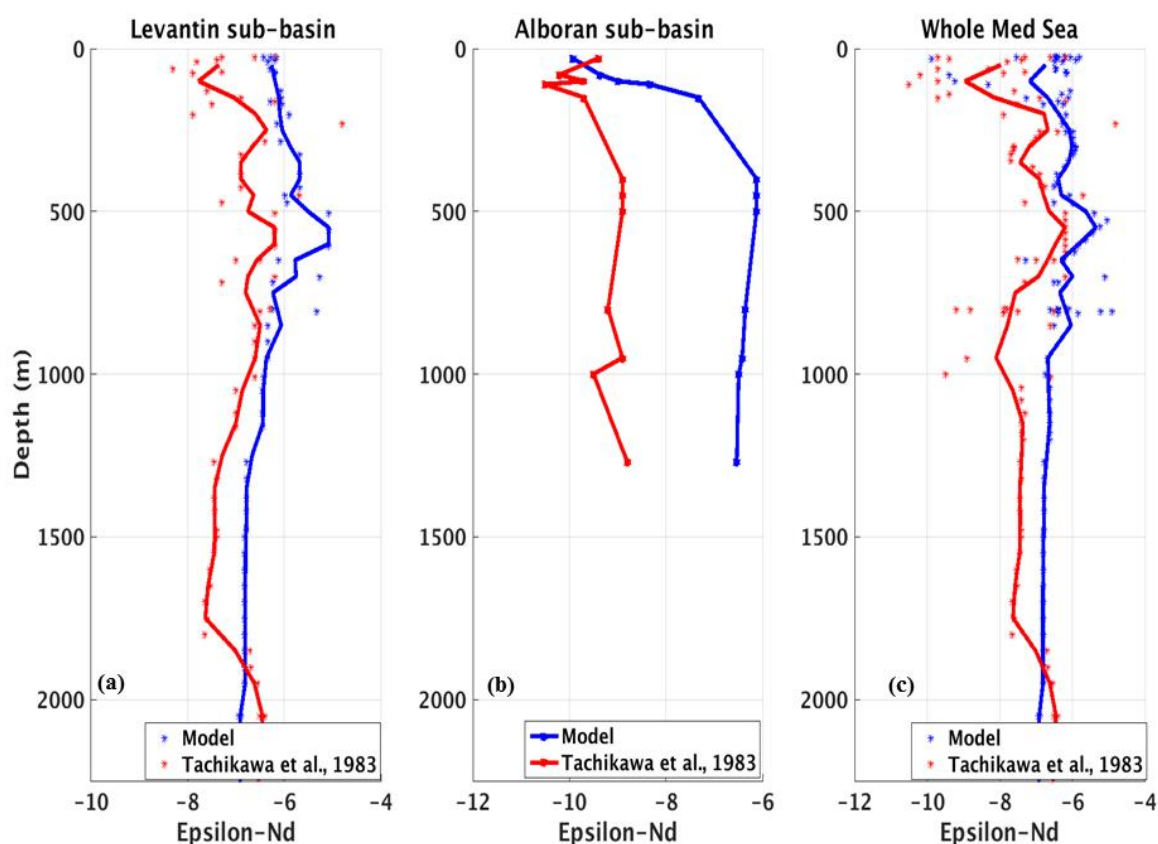 Levantin sub-basin
Alboran sub-basin
Whole Med Sea
Depth (m)
0
500
1000
1500
2000
(a)
Model
Tachikawa et al., 1983
-10
-8
-6
-4
Epsilon-Nd
0
500
1000
1500
2000
(b)
Model
Tachikawa et al., 1983
-12
-10
-8
-6
Epsilon-Nd
0
500
1000
1500
2000
(c)
Model
Tachikawa et al., 1983
-12
-10
-8
-6
-4
Epsilon-Nd